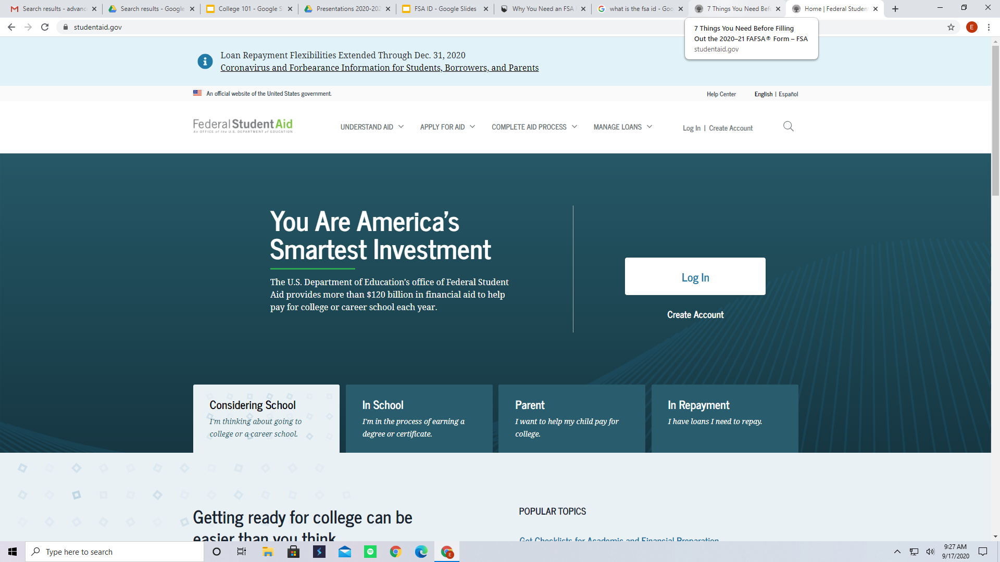 Search results - advanc
Search results - Google
College 101 - Google S
Presentations 2020-202
FSA ID - Google Slides
Why You Need an FSA
what is the fsa id - Goo
7 Things You Need Befo
Home | Federal Studen
studentaid.gov
E
7 Things You Need Before Filling
Out the 2020–21 FAFSA® Form – FSA
studentaid.gov
Loan Repayment Flexibilities Extended Through Dec. 31, 2020
Coronavirus and Forbearance Information for Students, Borrowers, and Parents
An official website of the United States government.
Help Center
English | Español
Federal Student Aid
An OFFICE of the U.S. DEPARTMENT of EDUCATION
UNDERSTAND AID
APPLY FOR AID
COMPLETE AID PROCESS
MANAGE LOANS
Log In | Create Account
You Are America's
Smartest Investment
The U.S. Department of Education's office of Federal Student
Aid provides more than $120 billion in financial aid to help
pay for college or career school each year.
Log In
Create Account
Considering School
I'm thinking about going to
college or a career school.
In School
I'm in the process of earning a
degree or certificate.
Parent
I want to help my child pay for
college.
In Repayment
I have loans I need to repay.
Getting ready for college can be
easier than you think
POPULAR TOPICS
Get Checklists for Academic and Financial Preparation
Type here to search
E
9:27 AM
9/17/2020